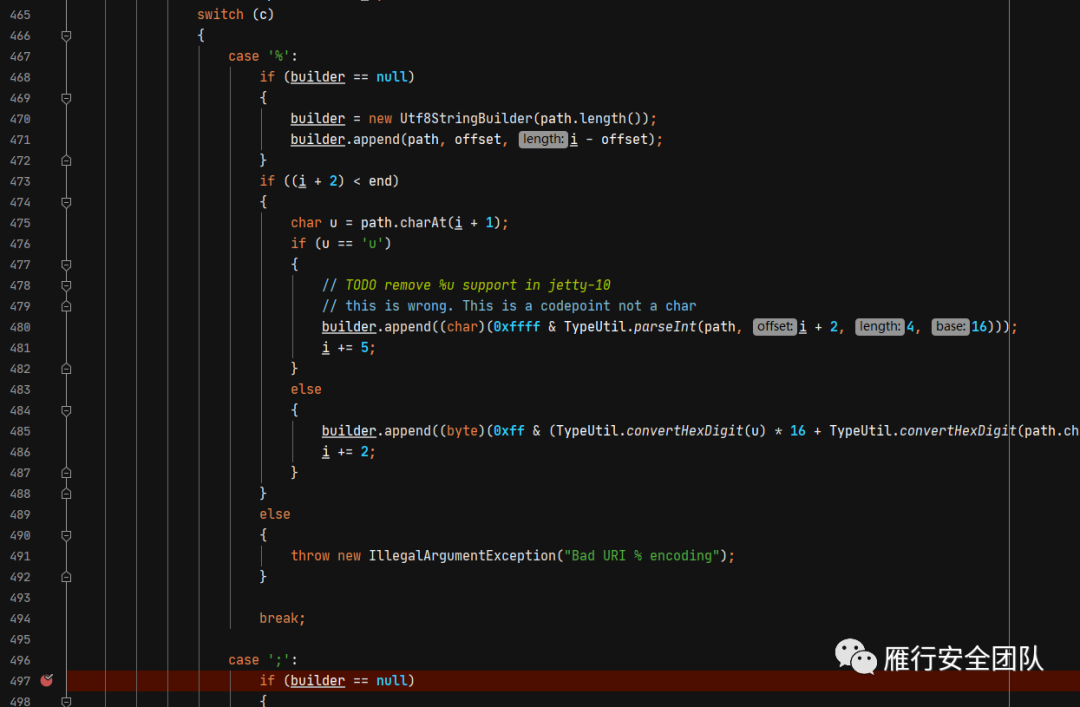 465 switch (c)
466 {
467 case '%':
468 if (builder == null)
469 {
470 builder = new Utf8StringBuilder(path.length());
471 builder.append(path, offset, length: i - offset);
472 }
473 if ((i + 2) < end)
474 {
475 char u = path.charAt(i + 1);
476 if (u == 'u')
477 {
478 // TODO remove %u support in jetty-10
479 // this is wrong. This is a codepoint not a char
480 builder.append((char)(0xffff & TypeUtil.parseInt(path, offset: i + 2, length: 4, base: 16)));
481 i += 5;
482 }
483 else
484 {
485 builder.append((byte)(0xff & (TypeUtil.convertHexDigit(u) * 16 + TypeUtil.convertHexDigit(path.ch
486 i += 2;
487 }
488 }
489 else
490 {
491 throw new IllegalArgumentException("Bad URI % encoding");
492 }
493
494 break;
495
496 case ';':
497 if (builder == null)
498 {
雁行安全团队